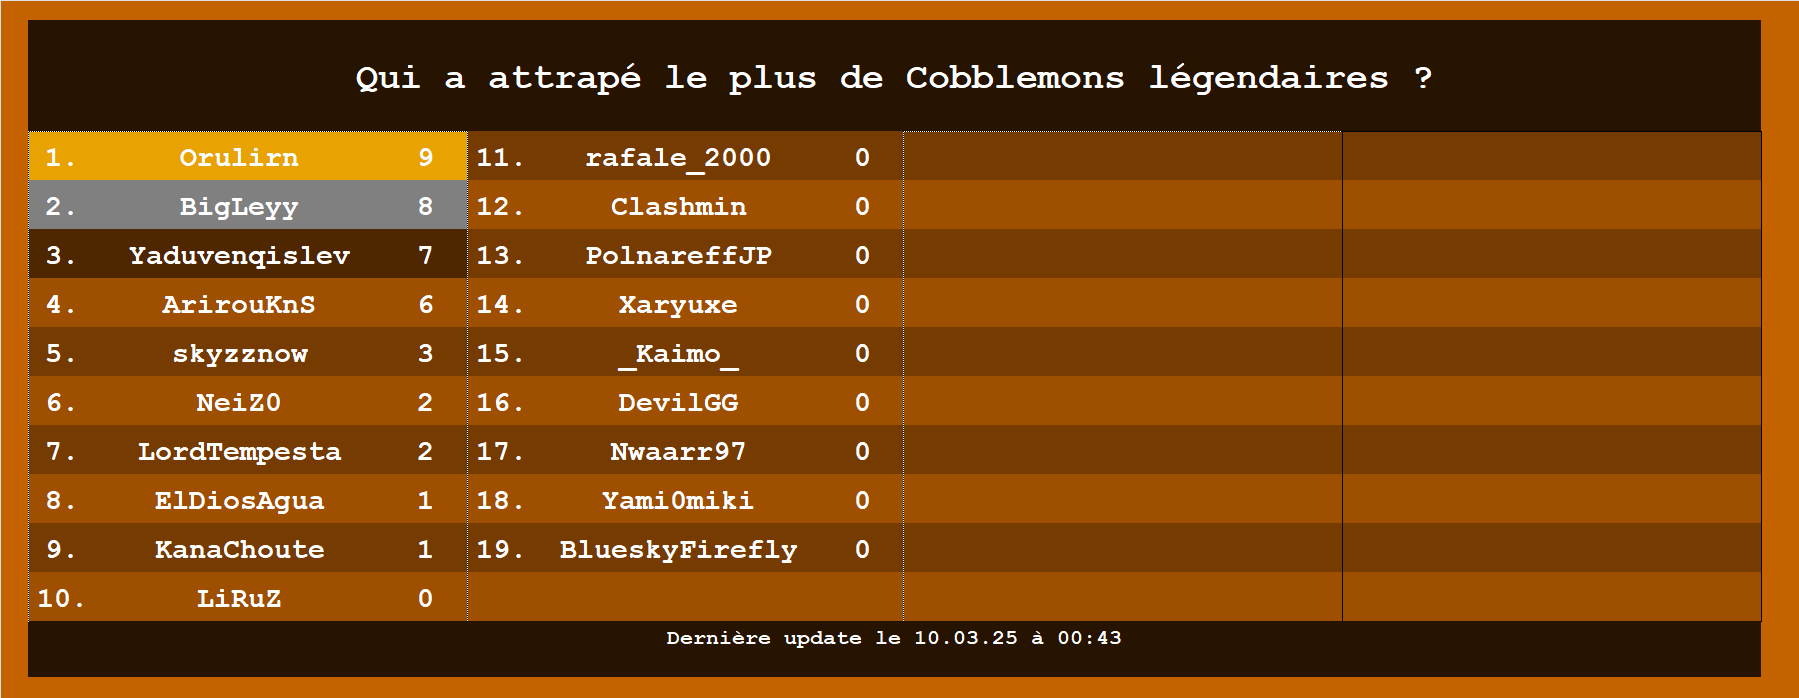 Qui a attrapé le plus de Cobblemons légendaires ?
1. Orulirn 9
2. BigLeyy 8
3. Yaduvenqislev 7
4. ArirouKnS 6
5. skyzznow 3
6. NeiZ0 2
7. LordTempesta 2
8. ElDiosAgua 1
9. KanaChoute 1
10. LiRuZ 0
11. rafale_2000 0
12. Clashmin 0
13. PolnareffJP 0
14. Xaryuxe 0
15. _Kaimo_ 0
16. DevilGG 0
17. Nwaarr97 0
18. Yami0miki 0
19. BlueskyFirefly 0
Dernière update le 10.03.25 à 00:43